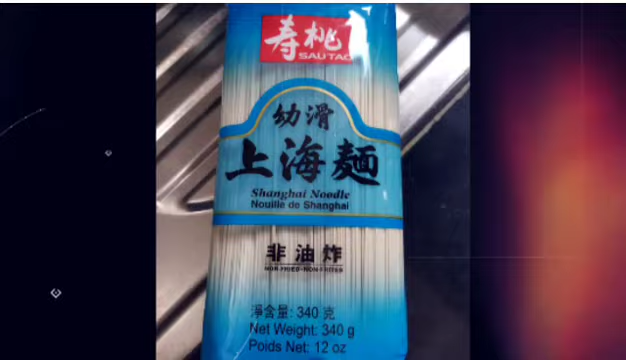 寿桃
SAU TAO
幼滑
上海麵
Shanghai Noodle
Nouille de Shanghai
非油炸
NON-FRIED•NON-FRITES
淨含量: 340 克
Net Weight: 340 g
Poids Net: 12 oz